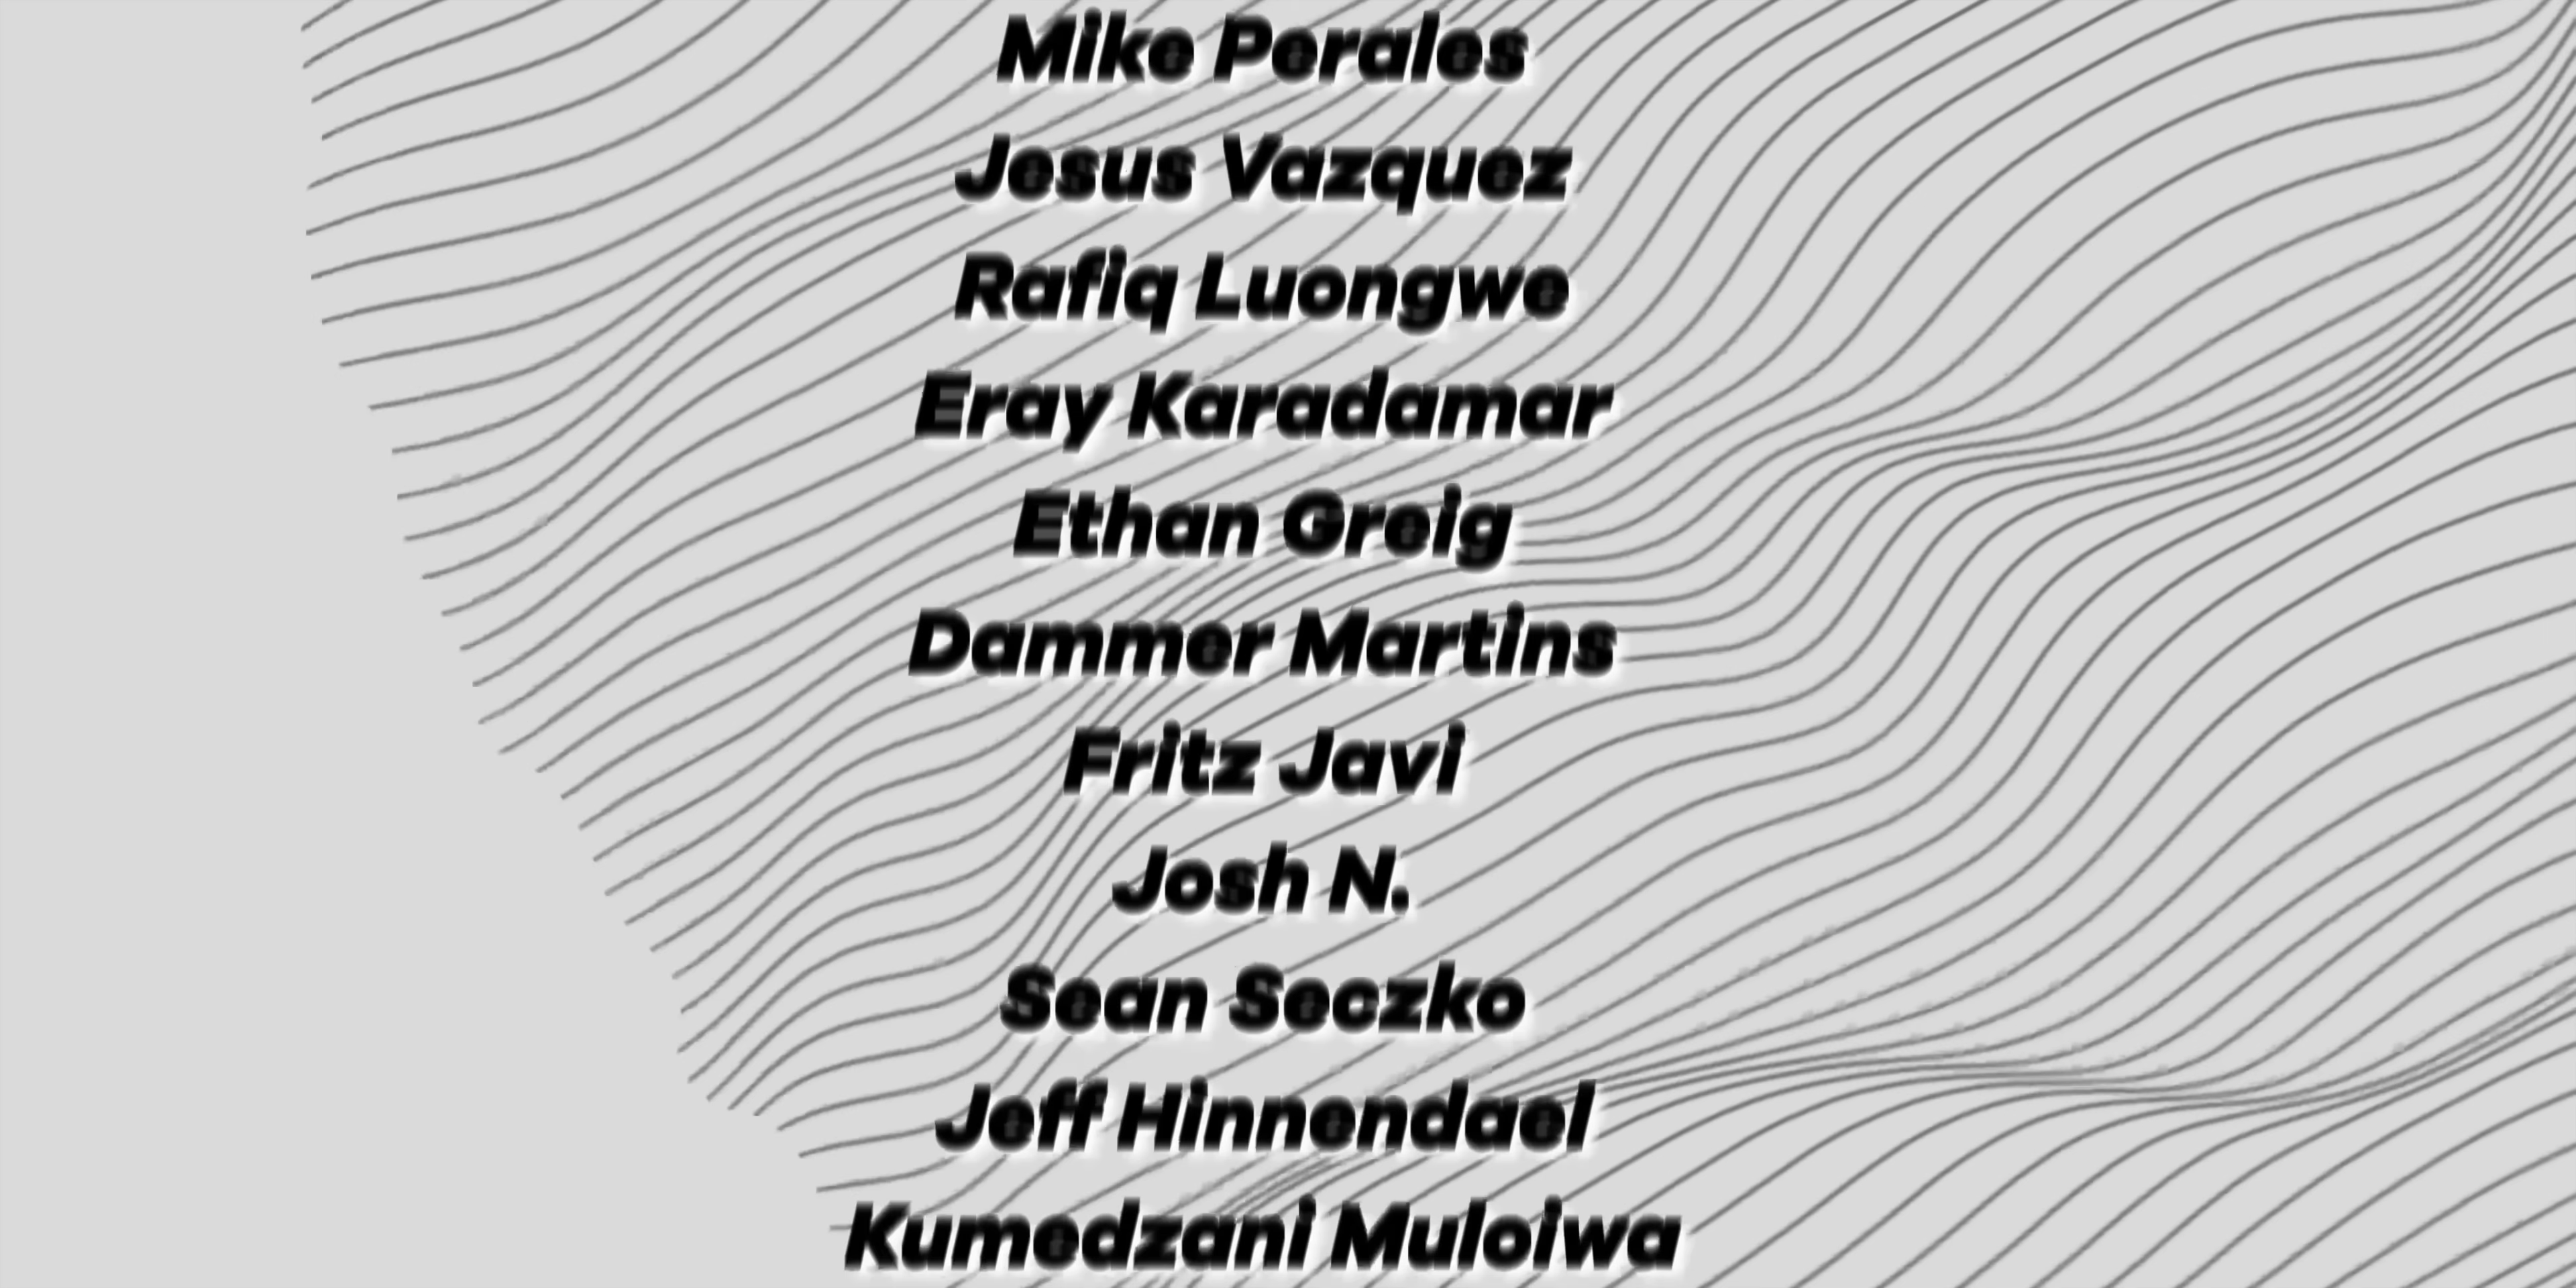 Mike Perales
Jesus Vazquez
Rafiq Luongwe
Eray Karadamar
Ethan Greig
Dammer Martins
Fritz Javi
Josh N.
Sean Seczko
Jeff Hinnendael
Kumedzani Muloiwa